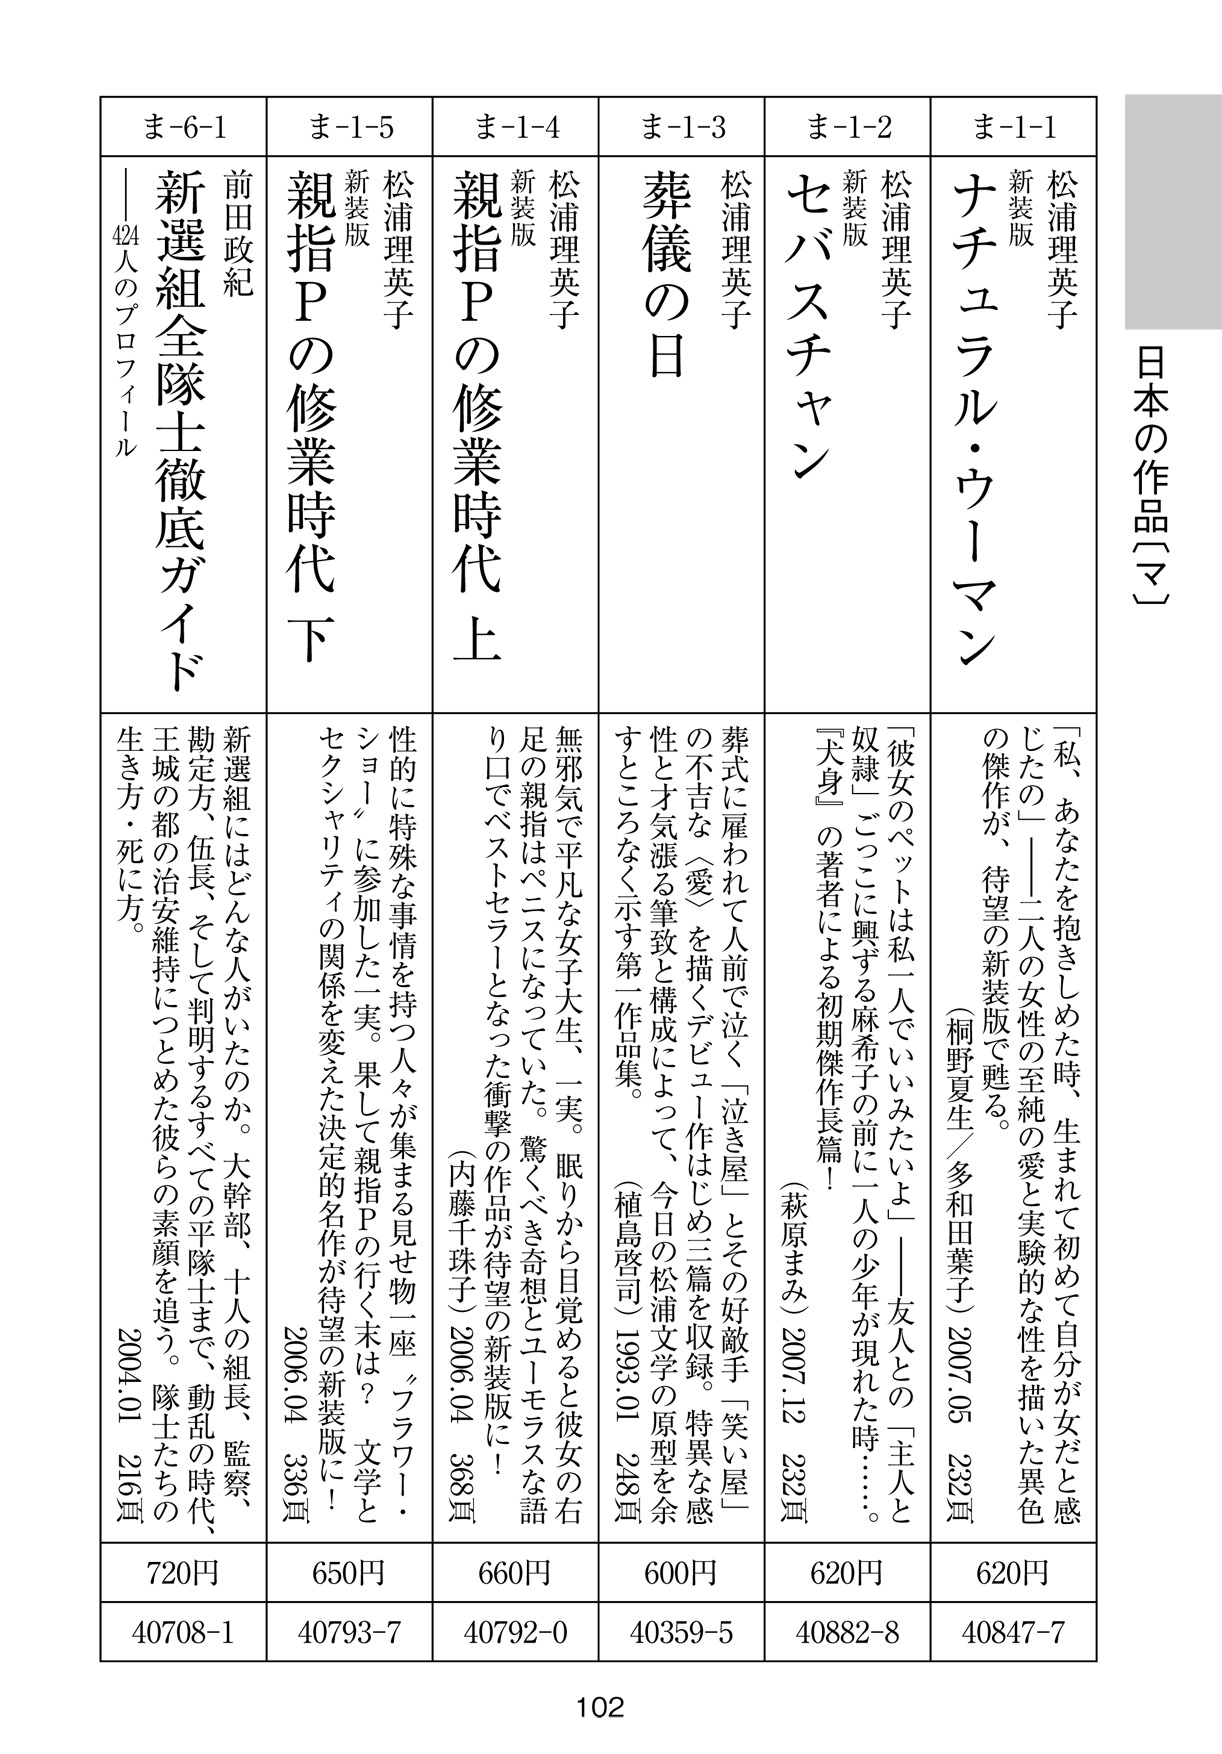 日本の作品〔マ〕
ま-1-1
松浦理英子
新装版
ナチュラル・ウーマン
「私、あなたを抱きしめた時、生まれて初めて自分が女だと感
じたの」――二人の女性の至純の愛と実験的な性を描いた異色
の傑作が、待望の新装版で甦る。
(桐野夏生／多和田葉子) 2007.05 232頁
620円
40847-7
ま-1-2
松浦理英子
新装版
セバスチャン
「彼女のペットは私一人でいいみたいよ」――友人との「主人と
奴隷」ごっこに興ずる麻希子の前に一人の少年が現れた時……。
『犬身』の著者による初期傑作長篇！
(萩原まみ) 2007.12 232頁
620円
40882-8
ま-1-3
松浦理英子
葬儀の日
葬式に雇われて人前で泣く「泣き屋」とその好敵手「笑い屋」
の不吉な〈愛〉を描くデビュー作はじめ三篇を収録。特異な感
性と才気漲る筆致と構成によって、今日の松浦文学の原型を余
すところなく示す第一作品集。
(植島啓司) 1993.01 248頁
600円
40359-5
ま-1-4
松浦理英子
新装版
親指Ｐの修業時代 上
無邪気で平凡な女子大生、一実。眠りから目覚めると彼女の右
足の親指はペニスになっていた。驚くべき奇想とユーモラスな語
り口でベストセラーとなった衝撃の作品が待望の新装版に！
(内藤千珠子) 2006.04 368頁
660円
40792-0
ま-1-5
松浦理英子
新装版
親指Ｐの修業時代 下
性的に特殊な事情を持つ人々が集まる見せ物一座〝フラワー・
ショー〟に参加した一実。果して親指Ｐの行く末は？ 文学と
セクシャリティの関係を変えた決定的名作が待望の新装版に！
2006.04 336頁
650円
40793-7
ま-6-1
前田政紀
新選組全隊士徹底ガイド
――424人のプロフィール
新選組にはどんな人がいたのか。大幹部、十人の組長、監察、
勘定方、伍長、そして判明するすべての平隊士まで、動乱の時代、
王城の都の治安維持につとめた彼らの素顔を追う。隊士たちの
生き方・死に方。
2004.01 216頁
720円
40708-1
102